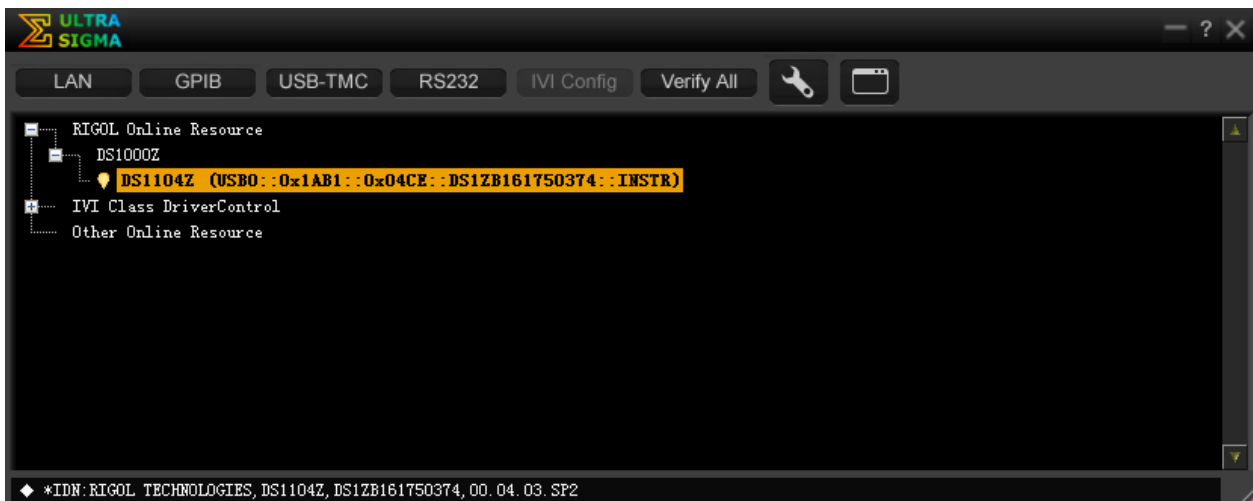 ULTRA
SIGMA
?
LAN GPIB USB-TMC RS232 IVI Config Verify All
RIGOL Online Resource
DS1000Z
DS1104Z (USB0::0x1AB1::0x04CE::DS1ZB161750374::INSTR)
IVI Class DriverControl
Other Online Resource
*IDN:RIGOL TECHNOLOGIES,DS1104Z,DS1ZB161750374,00.04.03.SP2